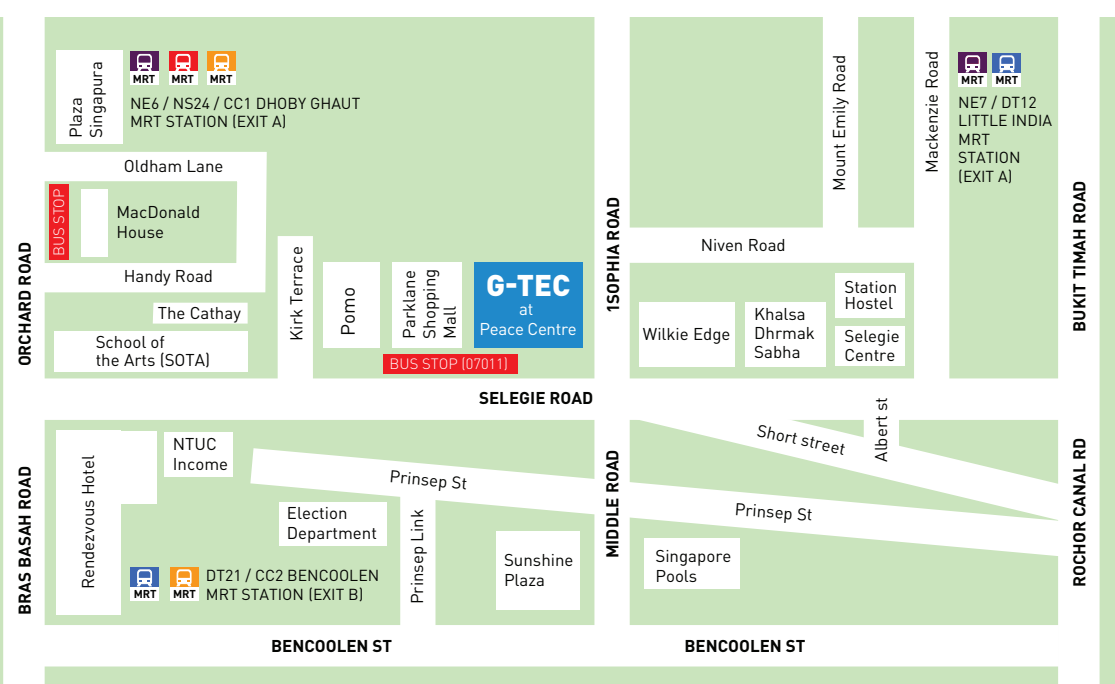 Plaza
Singapura
MRT
MRT
MRT
NE6 / NS24 / CC1 DHOBY GHAUT
MRT STATION (EXIT A)
Oldham Lane
BUS STOP
MacDonald
House
Handy Road
The Cathay
School of
the Arts (SOTA)
ORCHARD ROAD
Kirk Terrace
Pomo
Parklane
Shopping
Mall
G-TEC
at
Peace Centre
BUS STOP (07011)
1SOPHIA ROAD
Mount Emily Road
Mackenzie Road
MRT
MRT
NE7 / DT12
LITTLE INDIA
MRT
STATION
(EXIT A)
Niven Road
Wilkie Edge
Khalsa
Dhrmak
Sabha
Station
Hostel
Selegie
Centre
BUKIT TIMAH ROAD
SELEGIE ROAD
BRAS BASAH ROAD
Rendezvous Hotel
NTUC
Income
Prinsep St
Election
Department
Prinsep Link
MRT
MRT
DT21 / CC2 BENCOOLEN
MRT STATION (EXIT B)
Sunshine
Plaza
MIDDLE ROAD
Short street
Albert st
Prinsep St
Singapore
Pools
ROCHOR CANAL RD
BENCOOLEN ST
BENCOOLEN ST